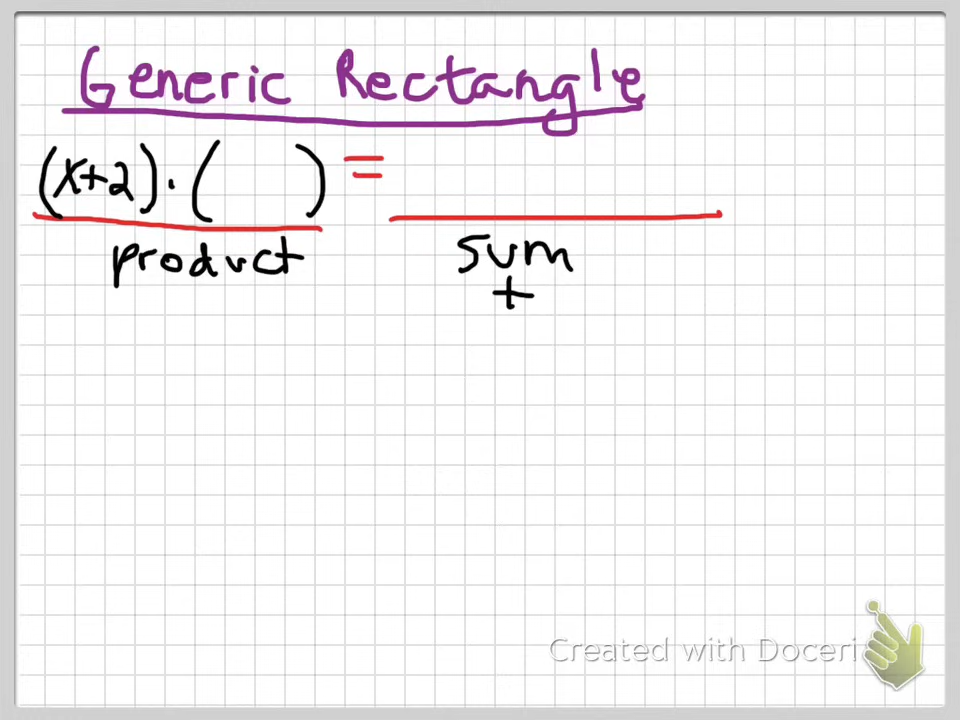 Generic Rectangle
(x+2)·(   ) =
product
sum
+
Created with Doceri